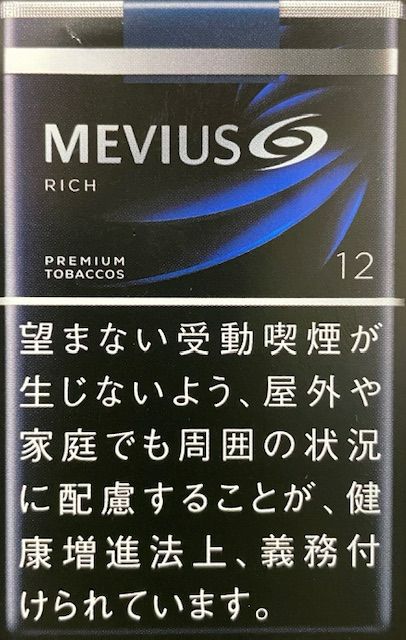 MEVIUS
RICH
PREMIUM
TOBACCOS
12
望まない受動喫煙が
生じないよう、屋外や
家庭でも周囲の状況
に配慮することが、健
康増進法上、義務付
けられています。